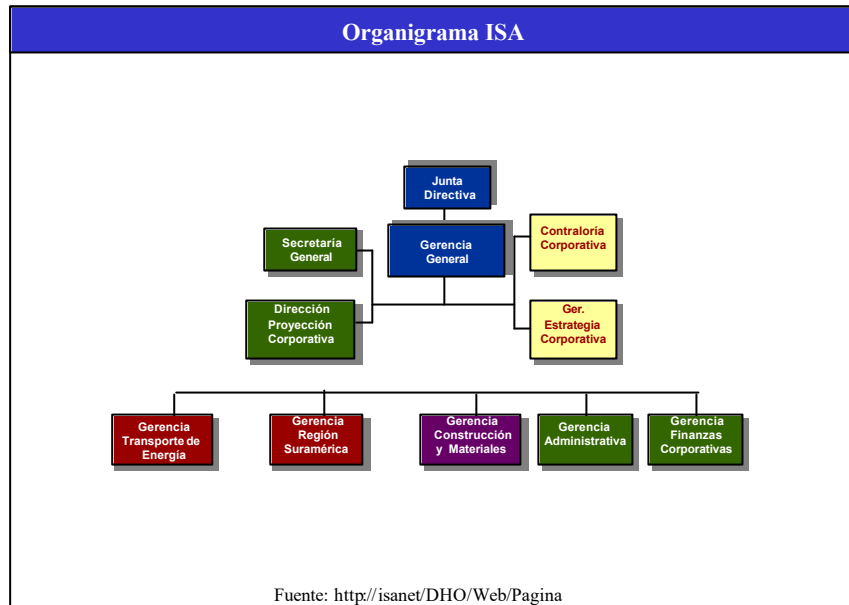 Organigrama ISA
Junta
Directiva
Secretaría
General
Gerencia
General
Contraloría
Corporativa
Dirección
Proyección
Corporativa
Ger.
Estrategia
Corporativa
Gerencia
Transporte de
Energía
Gerencia
Región
Suramérica
Gerencia
Construcción
y Materiales
Gerencia
Administrativa
Gerencia
Finanzas
Corporativas
Fuente: http://isanet/DHO/Web/Pagina